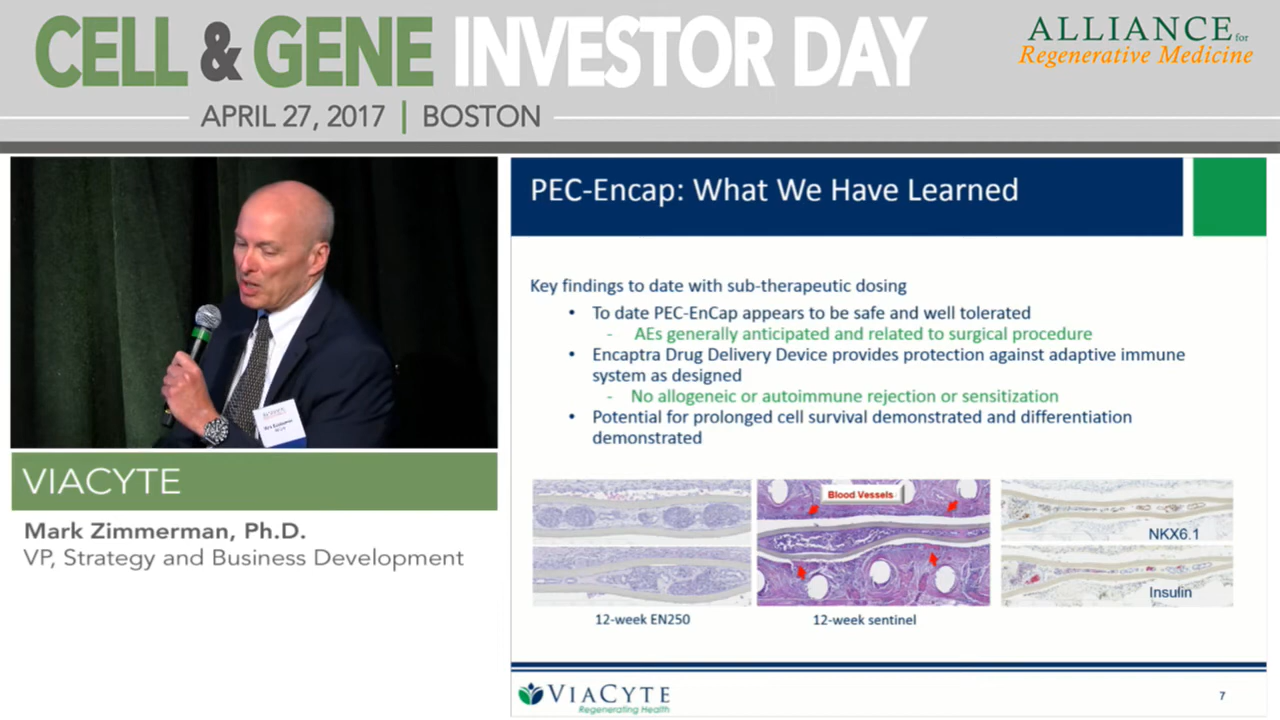 CELL & GENE INVESTOR DAY
APRIL 27, 2017 | BOSTON
ALLIANCE for
Regenerative Medicine
VIACYTE
Mark Zimmerman, Ph.D.
VP, Strategy and Business Development
PEC-Encap: What We Have Learned
Key findings to date with sub-therapeutic dosing
• To date PEC-EnCap appears to be safe and well tolerated
- AEs generally anticipated and related to surgical procedure
• Encaptra Drug Delivery Device provides protection against adaptive immune
system as designed
- No allogeneic or autoimmune rejection or sensitization
• Potential for prolonged cell survival demonstrated and differentiation
demonstrated
Blood Vessels
NKX6.1
Insulin
12-week EN250
12-week sentinel
VIACYTE
Regenerating Health
7